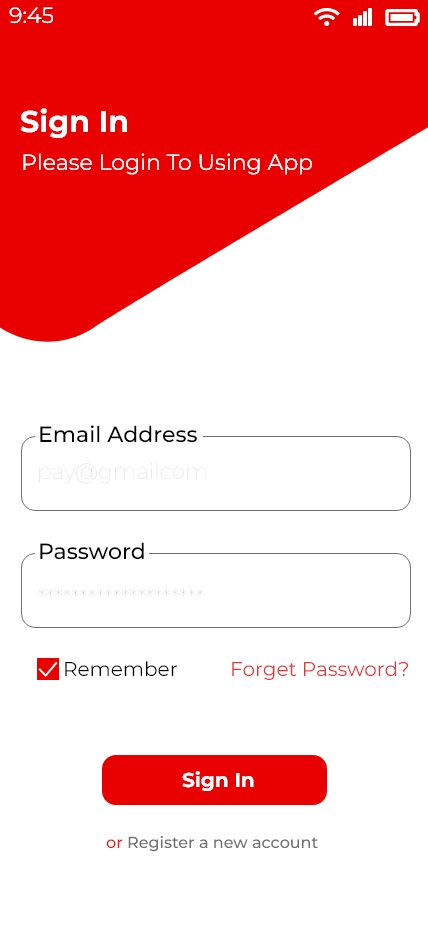 9:45
Sign In
Please Login To Using App
Email Address
pay@gmailcom
Password
********************
Remember
Forget Password?
Sign In
or Register a new account